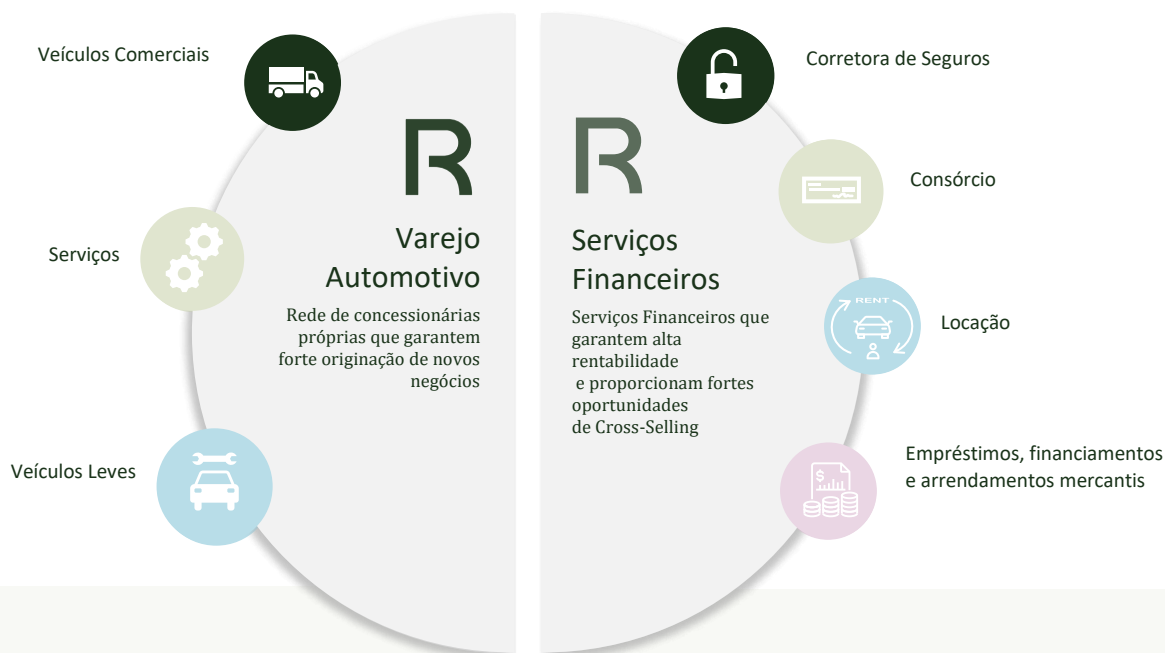 Veículos Comerciais
Serviços
Veículos Leves
R
Varejo
Automotivo
Rede de concessionárias
próprias que garantem
forte originação de novos
negócios
R
Serviços
Financeiros
Serviços Financeiros que
garantem alta
rentabilidade
e proporcionam fortes
oportunidades
de Cross-Selling
Corretora de Seguros
Consórcio
RENT
Locação
$
Empréstimos, financiamentos
e arrendamentos mercantis